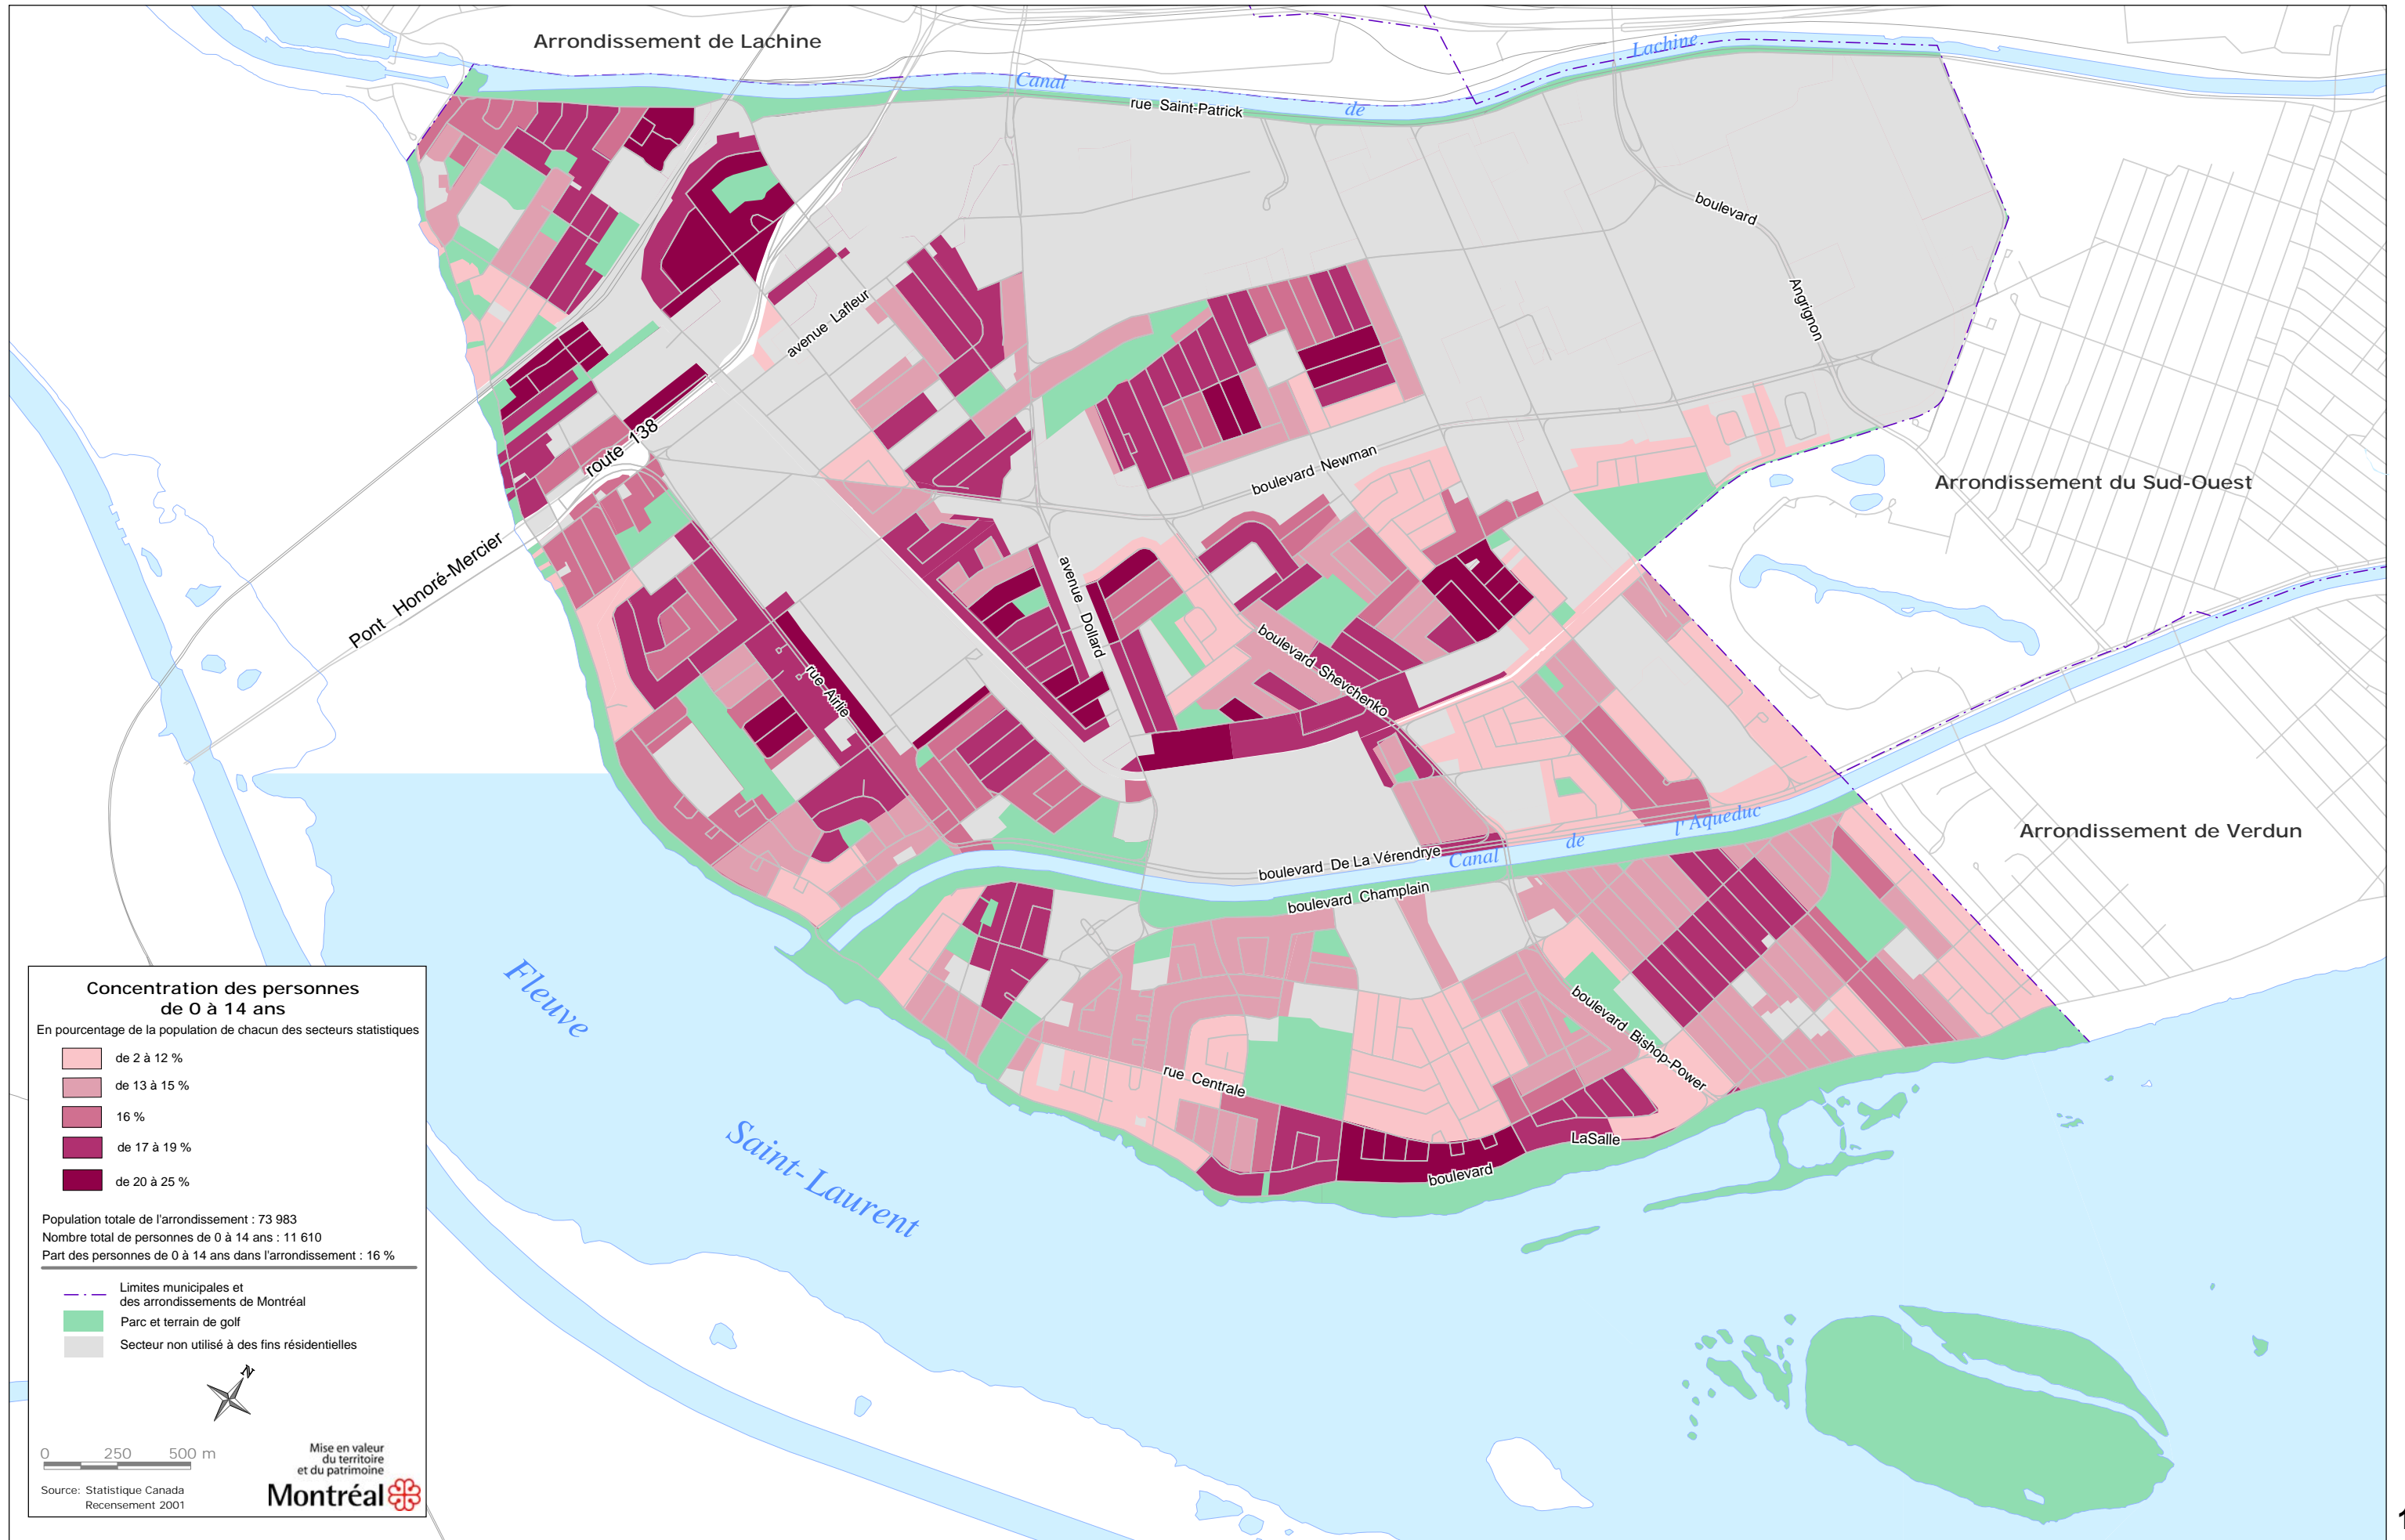 Arrondissement de Lachine
Canal
de
Lachine
rue Saint-Patrick
boulevard
Angrignon
avenue Lafleur
route 138
Pont Honoré-Mercier
boulevard Newman
Arrondissement du Sud-Ouest
avenue Dollard
boulevard Shevchenko
rue Airlie
Arrondissement de Verdun
boulevard De La Vérendrye
Canal
de
l' Aqueduc
boulevard Champlain
boulevard Bishop-Power
rue Centrale
LaSalle
boulevard
Fleuve
Saint-Laurent
Concentration des personnes
de 0 à 14 ans
En pourcentage de la population de chacun des secteurs statistiques
de 2 à 12 %
de 13 à 15 %
16 %
de 17 à 19 %
de 20 à 25 %
Population totale de l'arrondissement : 73 983
Nombre total de personnes de 0 à 14 ans : 11 610
Part des personnes de 0 à 14 ans dans l'arrondissement : 16 %
Limites municipales et
des arrondissements de Montréal
Parc et terrain de golf
Secteur non utilisé à des fins résidentielles
N
0 250 500 m
Mise en valeur
du territoire
et du patrimoine
Montréal
Source: Statistique Canada
Recensement 2001